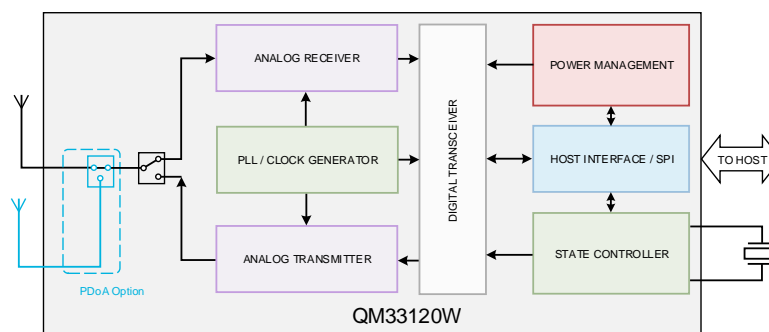 ANALOG RECEIVER
POWER MANAGEMENT
PLL / CLOCK GENERATOR
DIGITAL TRANSCEIVER
HOST INTERFACE / SPI
TO HOST
ANALOG TRANSMITTER
STATE CONTROLLER
PDoA Option
QM33120W